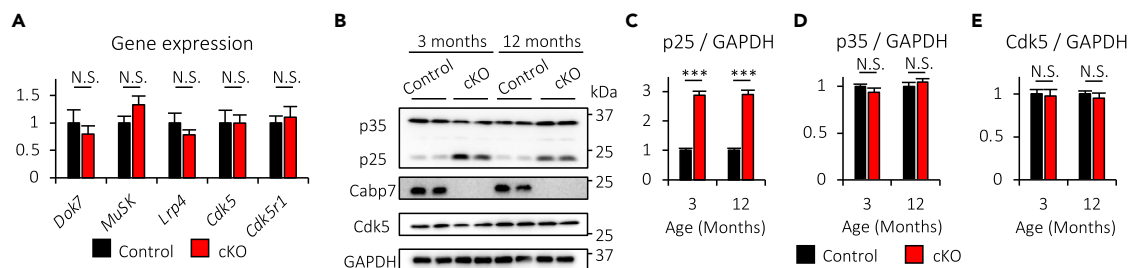 A
Gene expression
N.S. N.S. N.S. N.S. N.S.
1.5
1
0.5
0
Dok7 MuSK Lrp4 Cdk5 Cdk5r1
Control cKO
B
3 months 12 months
Control cKO Control cKO
kDa
p35
37
p25
25
Cabp7
25
Cdk5
25
GAPDH
37
C
p25 / GAPDH
*** ***
3
2
1
0
3 12
Age (Months)
D
p35 / GAPDH
N.S. N.S.
1
0.5
0
3 12
Age (Months)
Control cKO
E
Cdk5 / GAPDH
N.S. N.S.
1
0.5
0
3 12
Age (Months)